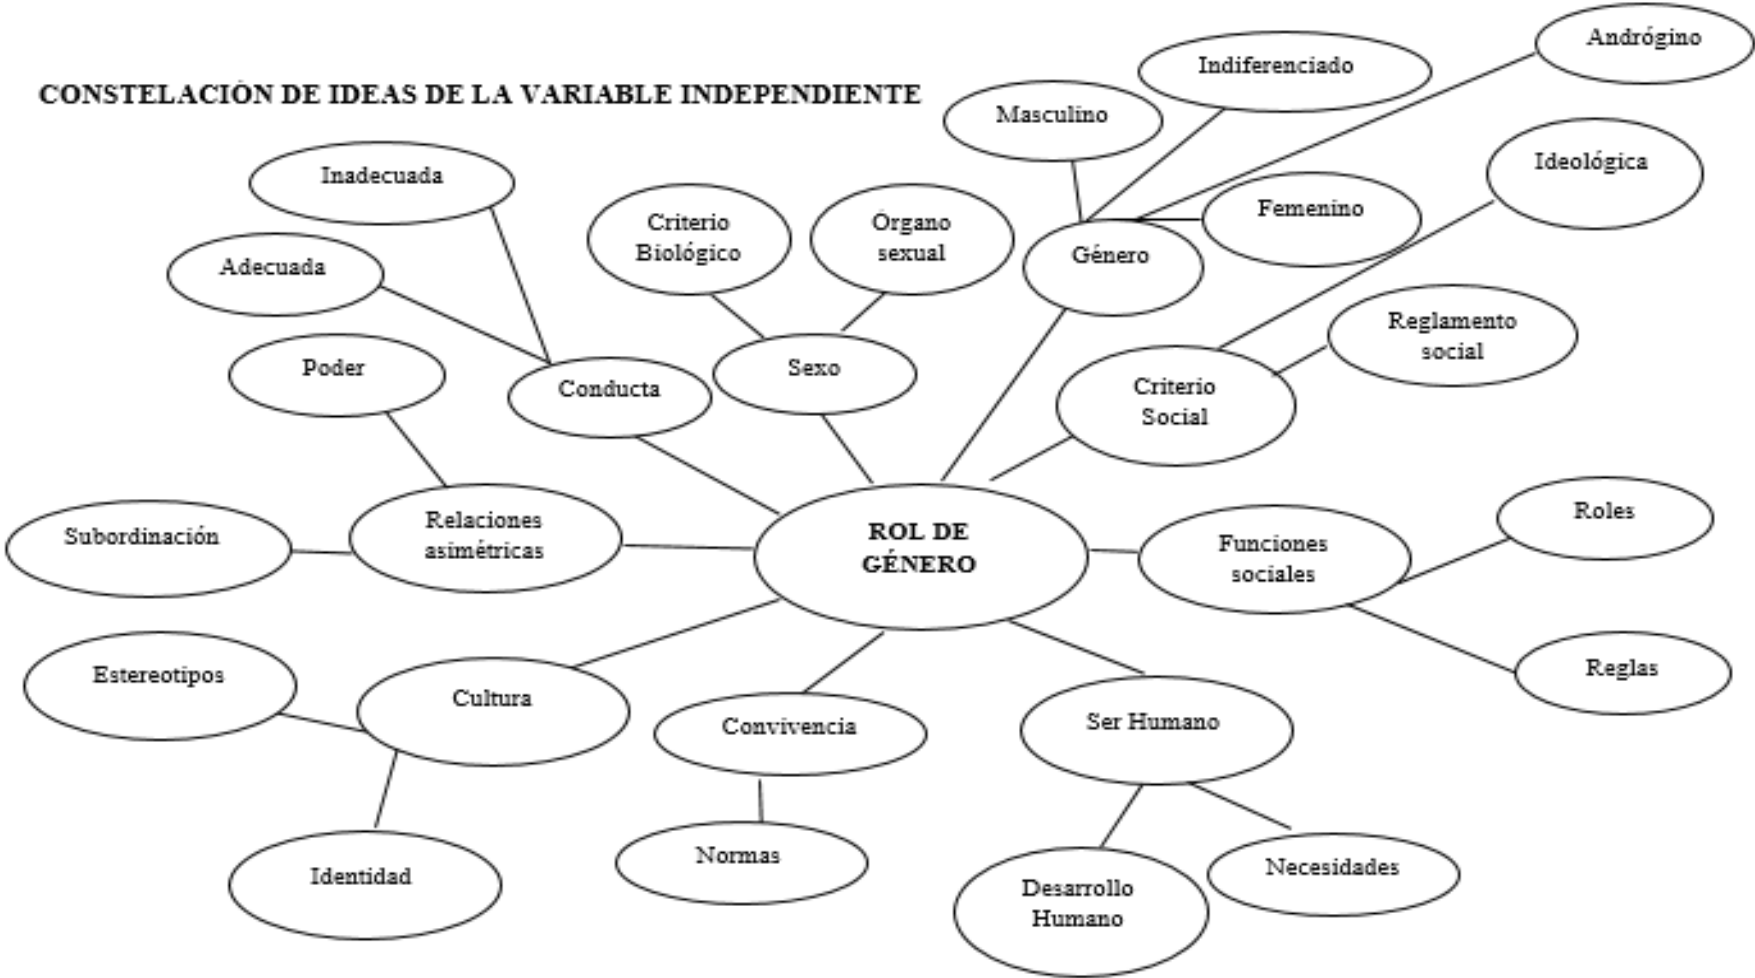 CONSTELACIÓN DE IDEAS DE LA VARIABLE INDEPENDIENTE
Andrógino
Indiferenciado
Masculino
Ideológica
Inadecuada
Femenino
Criterio
Biológico
Órgano
sexual
Género
Adecuada
Reglamento
social
Poder
Conducta
Sexo
Criterio
Social
Subordinación
Relaciones
asimétricas
ROL DE
GÉNERO
Funciones
sociales
Roles
Estereotipos
Cultura
Convivencia
Ser Humano
Reglas
Identidad
Normas
Desarrollo
Humano
Necesidades